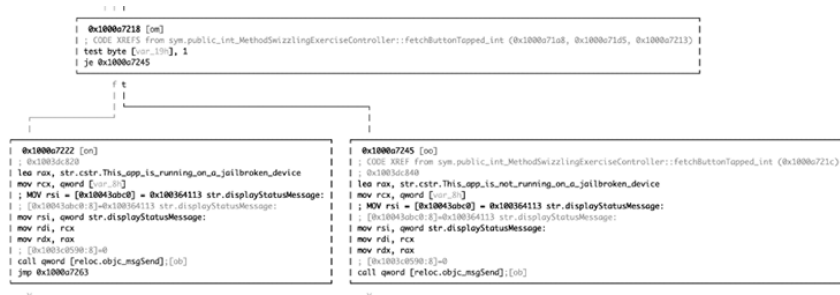 0x1000a7218 [om]
; CODE XREFS from sym.public_int_MethodSwizzlingExerciseController::fetchButtonTapped_int (0x1000a71a8, 0x1000a71d5, 0x1000a7213)
test byte [var_19h], 1
je 0x1000a7245
f t
0x1000a7222 [on]
; 0x1003dc820
lea rax, str.cstr.This_app_is_running_on_a_jailbroken_device
mov rcx, qword [var_8h]
; MOV rsi = [0x10043abc0] = 0x100364113 str.displayStatusMessage:
; [0x10043abc0:8]=0x100364113 str.displayStatusMessage:
mov rsi, qword str.displayStatusMessage:
mov rdi, rcx
mov rdx, rax
; [0x1003c0590:8]=0
call qword [reloc.objc_msgSend];[ob]
jmp 0x1000a7263
0x1000a7245 [oo]
; CODE XREF from sym.public_int_MethodSwizzlingExerciseController::fetchButtonTapped_int (0x1000a721c)
; 0x1003dc840
lea rax, str.cstr.This_app_is_not_running_on_a_jailbroken_device
mov rcx, qword [var_8h]
; MOV rsi = [0x10043abc0] = 0x100364113 str.displayStatusMessage:
; [0x10043abc0:8]=0x100364113 str.displayStatusMessage:
mov rsi, qword str.displayStatusMessage:
mov rdi, rcx
mov rdx, rax
; [0x1003c0590:8]=0
call qword [reloc.objc_msgSend];[ob]